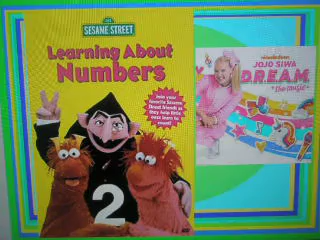 SESAME STREET
Learning About
Numbers
Join your
favorite Sesame
Street friends as
they help little
ones learn to
count!
2
nickelodeon
JOJO SIWA
D.R.E.A.M.
the music